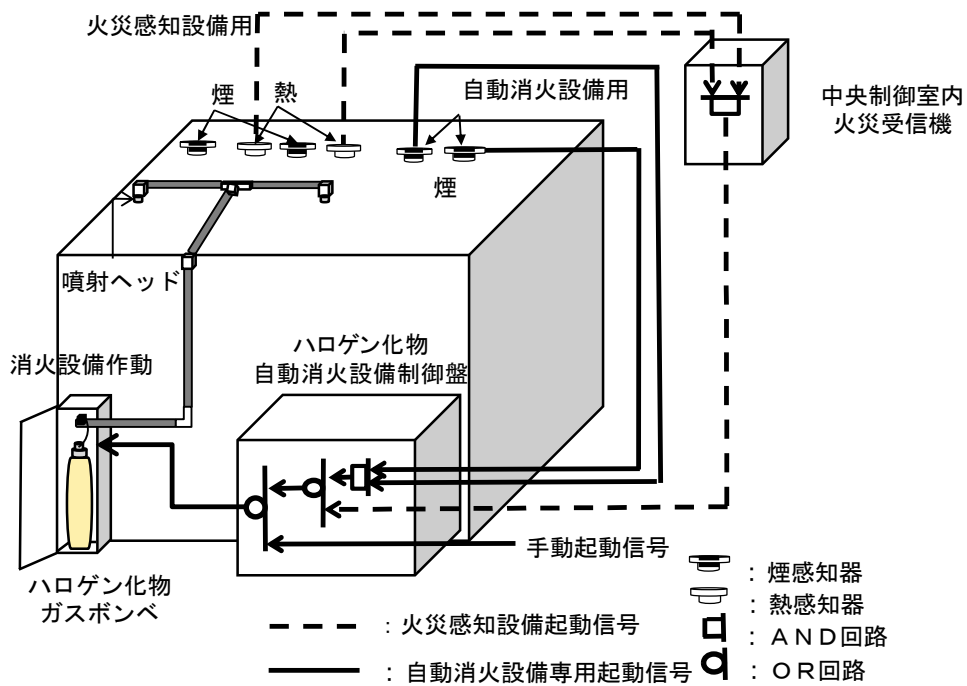 火災感知設備用
煙
熱
自動消火設備用
中央制御室内
火災受信機
煙
噴射ヘッド
ハロゲン化物
自動消火設備制御盤
消火設備作動
手動起動信号
ハロゲン化物
ガスボンベ
：火災感知設備起動信号
：自動消火設備専用起動信号
：煙感知器
：熱感知器
：ＡＮＤ回路
：ＯＲ回路